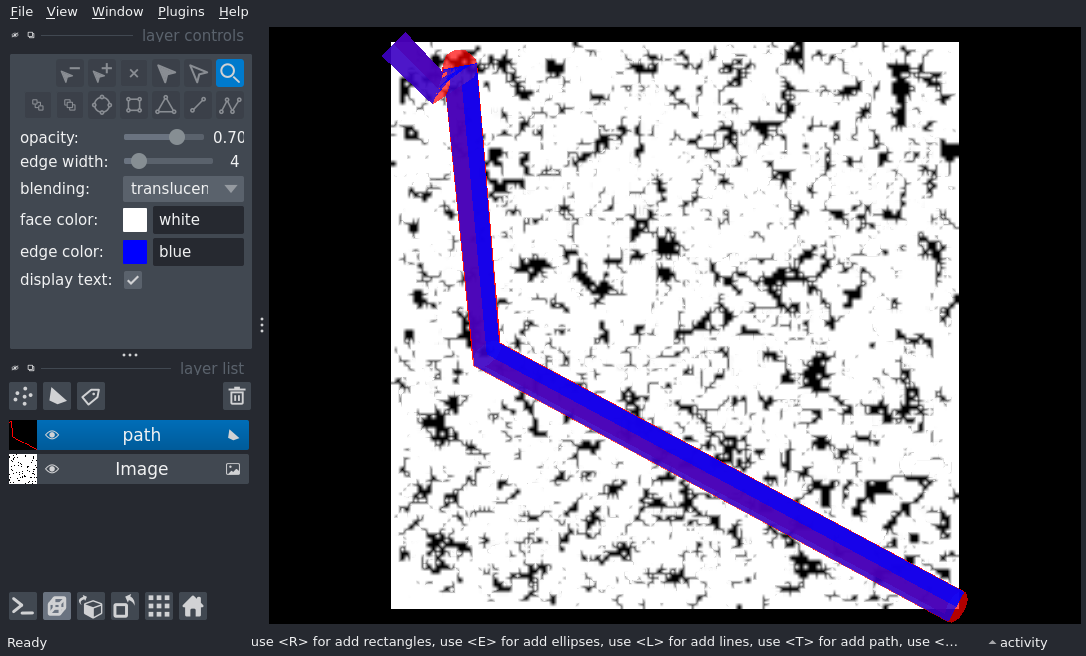 File View Window Plugins Help
layer controls
opacity: 0.70
edge width: 4
blending: translucen
face color: white
edge color: blue
display text:
layer list
path
Image
Ready use <R> for add rectangles, use <E> for add ellipses, use <L> for add lines, use <T> for add path, use <... activity